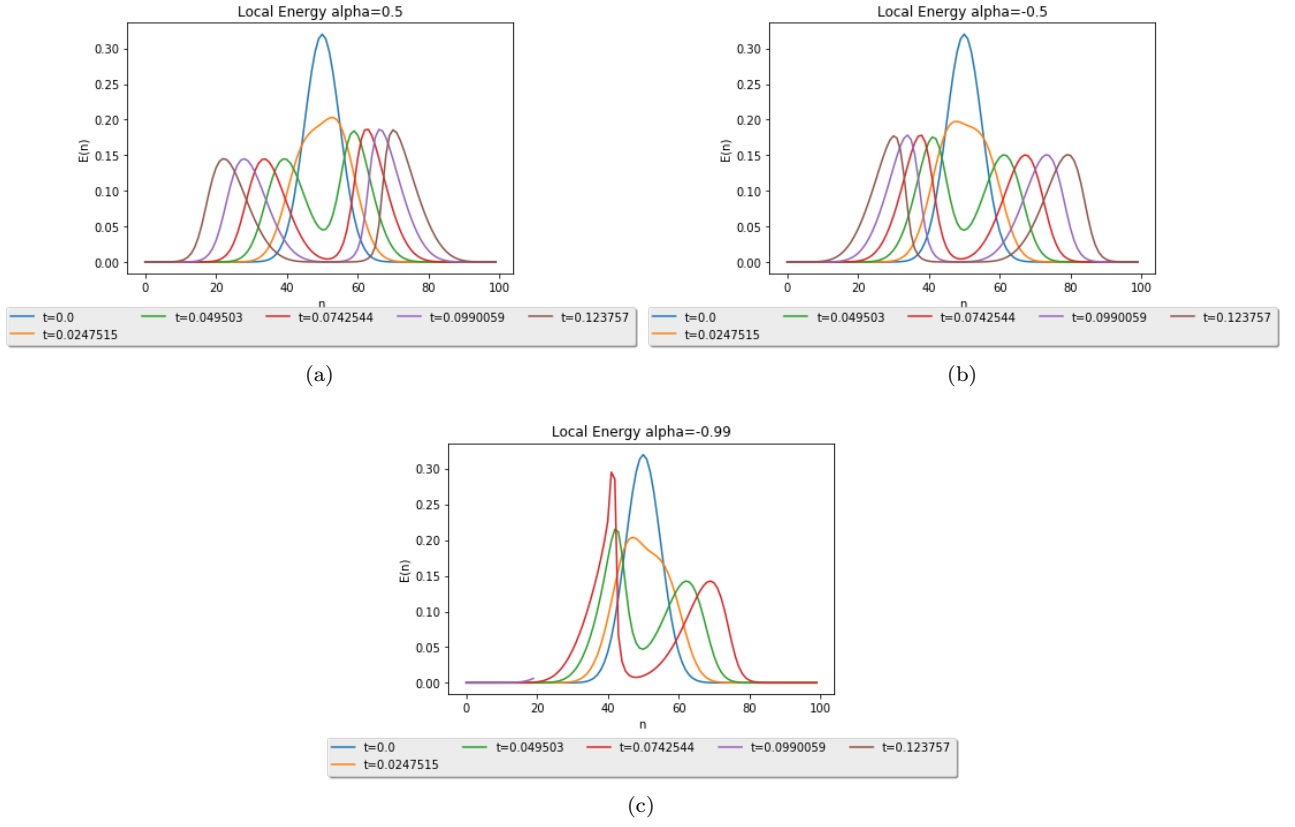 Local Energy alpha=0.5
E(n)
0.30
0.25
0.20
0.15
0.10
0.05
0.00
0 20 40 60 80 100
n
t=0.0 t=0.049503 t=0.0742544 t=0.0990059 t=0.123757
t=0.0247515
(a)
Local Energy alpha=-0.5
E(n)
0.30
0.25
0.20
0.15
0.10
0.05
0.00
0 20 40 60 80 100
n
t=0.0 t=0.049503 t=0.0742544 t=0.0990059 t=0.123757
t=0.0247515
(b)
Local Energy alpha=-0.99
E(n)
0.30
0.25
0.20
0.15
0.10
0.05
0.00
0 20 40 60 80 100
n
t=0.0 t=0.049503 t=0.0742544 t=0.0990059 t=0.123757
t=0.0247515
(c)